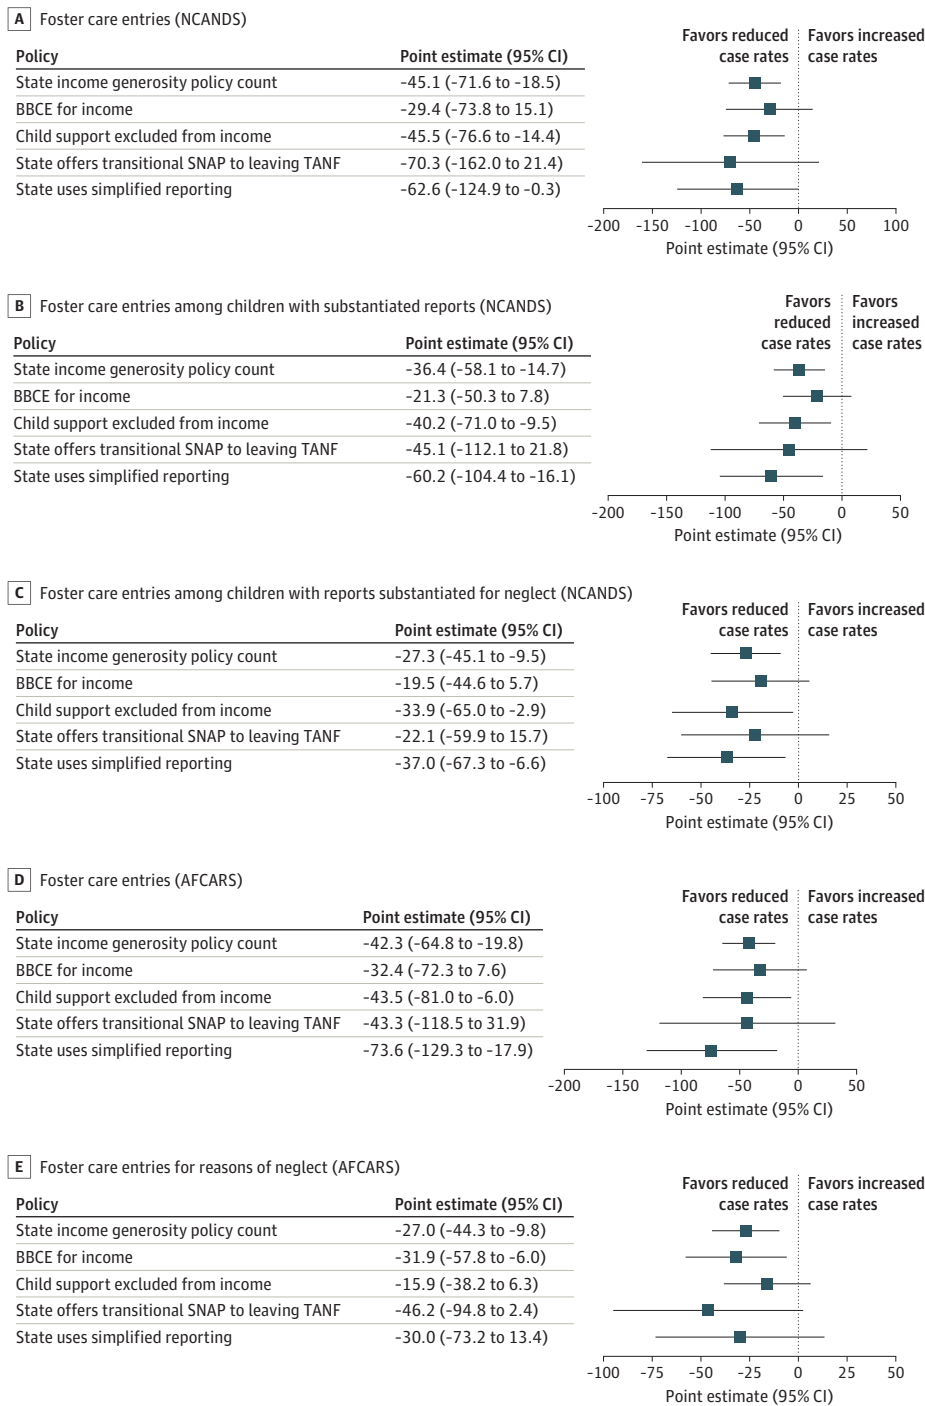 A Foster care entries (NCANDS)
Favors reduced case rates
Favors increased case rates
Policy Point estimate (95% CI)
State income generosity policy count -45.1 (-71.6 to -18.5)
BBCE for income -29.4 (-73.8 to 15.1)
Child support excluded from income -45.5 (-76.6 to -14.4)
State offers transitional SNAP to leaving TANF -70.3 (-162.0 to 21.4)
State uses simplified reporting -62.6 (-124.9 to -0.3)
-200 -150 -100 -50 0 50 100
Point estimate (95% CI)
B Foster care entries among children with substantiated reports (NCANDS)
Favors reduced case rates
Favors increased case rates
Policy Point estimate (95% CI)
State income generosity policy count -36.4 (-58.1 to -14.7)
BBCE for income -21.3 (-50.3 to 7.8)
Child support excluded from income -40.2 (-71.0 to -9.5)
State offers transitional SNAP to leaving TANF -45.1 (-112.1 to 21.8)
State uses simplified reporting -60.2 (-104.4 to -16.1)
-200 -150 -100 -50 0 50
Point estimate (95% CI)
C Foster care entries among children with reports substantiated for neglect (NCANDS)
Favors reduced case rates
Favors increased case rates
Policy Point estimate (95% CI)
State income generosity policy count -27.3 (-45.1 to -9.5)
BBCE for income -19.5 (-44.6 to 5.7)
Child support excluded from income -33.9 (-65.0 to -2.9)
State offers transitional SNAP to leaving TANF -22.1 (-59.9 to 15.7)
State uses simplified reporting -37.0 (-67.3 to -6.6)
-100 -75 -50 -25 0 25 50
Point estimate (95% CI)
D Foster care entries (AFCARS)
Favors reduced case rates
Favors increased case rates
Policy Point estimate (95% CI)
State income generosity policy count -42.3 (-64.8 to -19.8)
BBCE for income -32.4 (-72.3 to 7.6)
Child support excluded from income -43.5 (-81.0 to -6.0)
State offers transitional SNAP to leaving TANF -43.3 (-118.5 to 31.9)
State uses simplified reporting -73.6 (-129.3 to -17.9)
-200 -150 -100 -50 0 50
Point estimate (95% CI)
E Foster care entries for reasons of neglect (AFCARS)
Favors reduced case rates
Favors increased case rates
Policy Point estimate (95% CI)
State income generosity policy count -27.0 (-44.3 to -9.8)
BBCE for income -31.9 (-57.8 to -6.0)
Child support excluded from income -15.9 (-38.2 to 6.3)
State offers transitional SNAP to leaving TANF -46.2 (-94.8 to 2.4)
State uses simplified reporting -30.0 (-73.2 to 13.4)
-100 -75 -50 -25 0 25 50
Point estimate (95% CI)